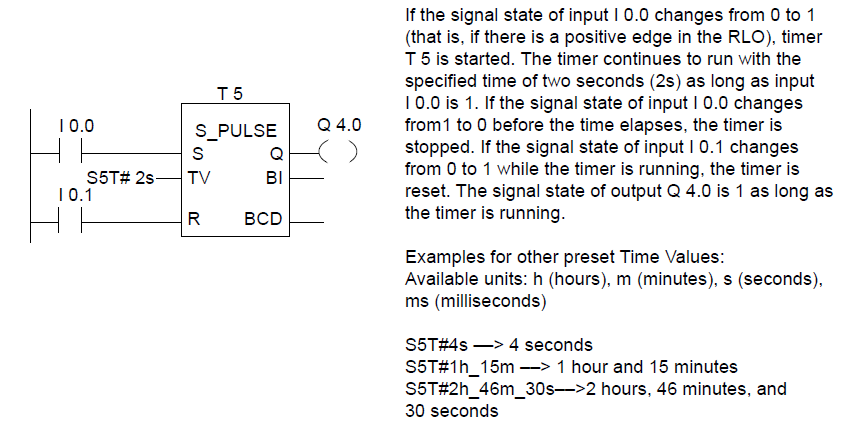 T 5
I 0.0
S_PULSE
Q 4.0
S
Q
S5T# 2s
TV
BI
I 0.1
R
BCD
If the signal state of input I 0.0 changes from 0 to 1
(that is, if there is a positive edge in the RLO), timer
T 5 is started. The timer continues to run with the
specified time of two seconds (2s) as long as input
I 0.0 is 1. If the signal state of input I 0.0 changes
from1 to 0 before the time elapses, the timer is
stopped. If the signal state of input I 0.1 changes
from 0 to 1 while the timer is running, the timer is
reset. The signal state of output Q 4.0 is 1 as long as
the timer is running.
Examples for other preset Time Values:
Available units: h (hours), m (minutes), s (seconds),
ms (milliseconds)
S5T#4s —> 4 seconds
S5T#1h_15m —> 1 hour and 15 minutes
S5T#2h_46m_30s—>2 hours, 46 minutes, and
30 seconds